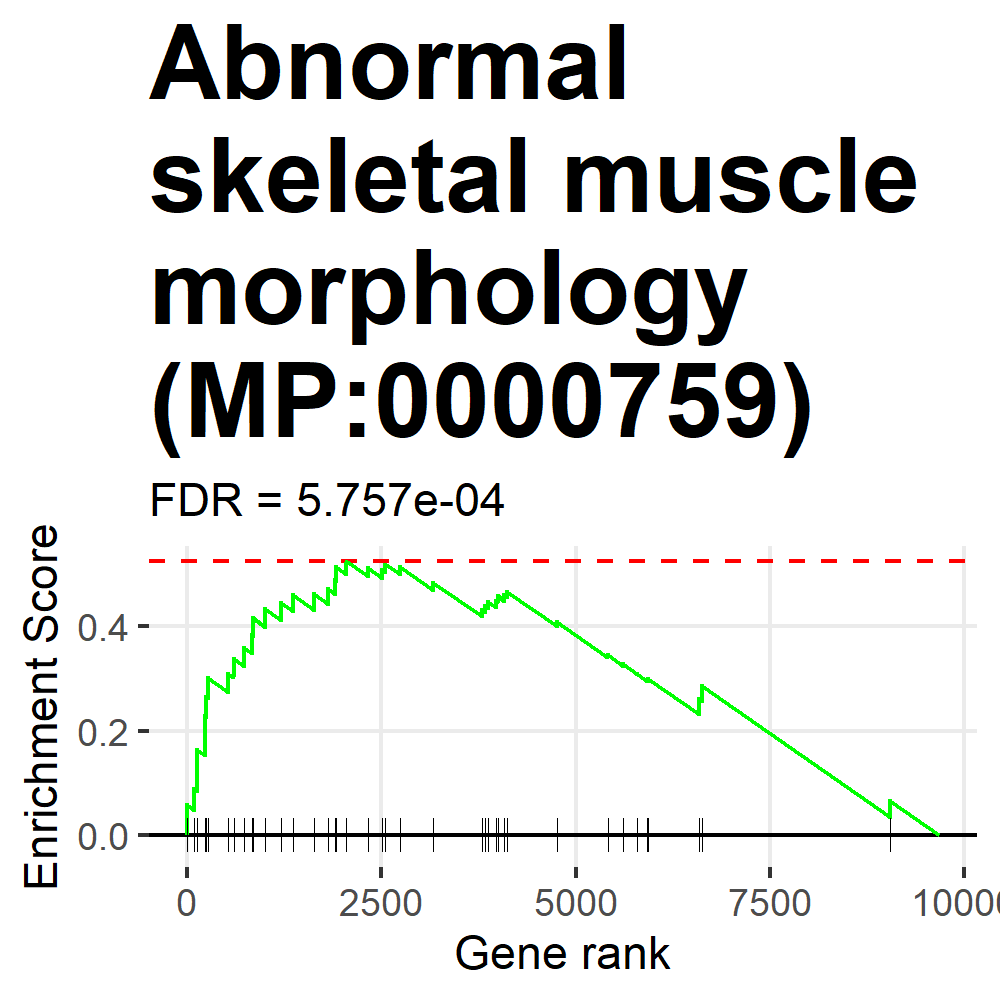 Abnormal
skeletal muscle
morphology
(MP:0000759)
FDR = 5.757e-04
Enrichment Score
0.4
0.2
0.0
0 2500 5000 7500 10000
Gene rank